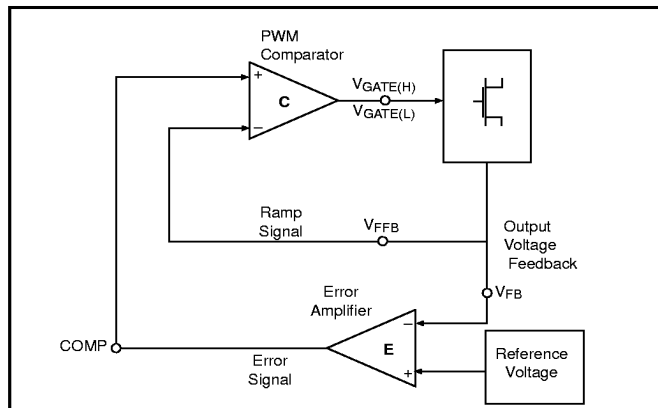 PWM
Comparator
+
C
−
VGATE(H)
VGATE(L)
Ramp
Signal
VFFB
Output
Voltage
Feedback
VFB
Error
Amplifier
−
E
+
COMP
Error
Signal
Reference
Voltage